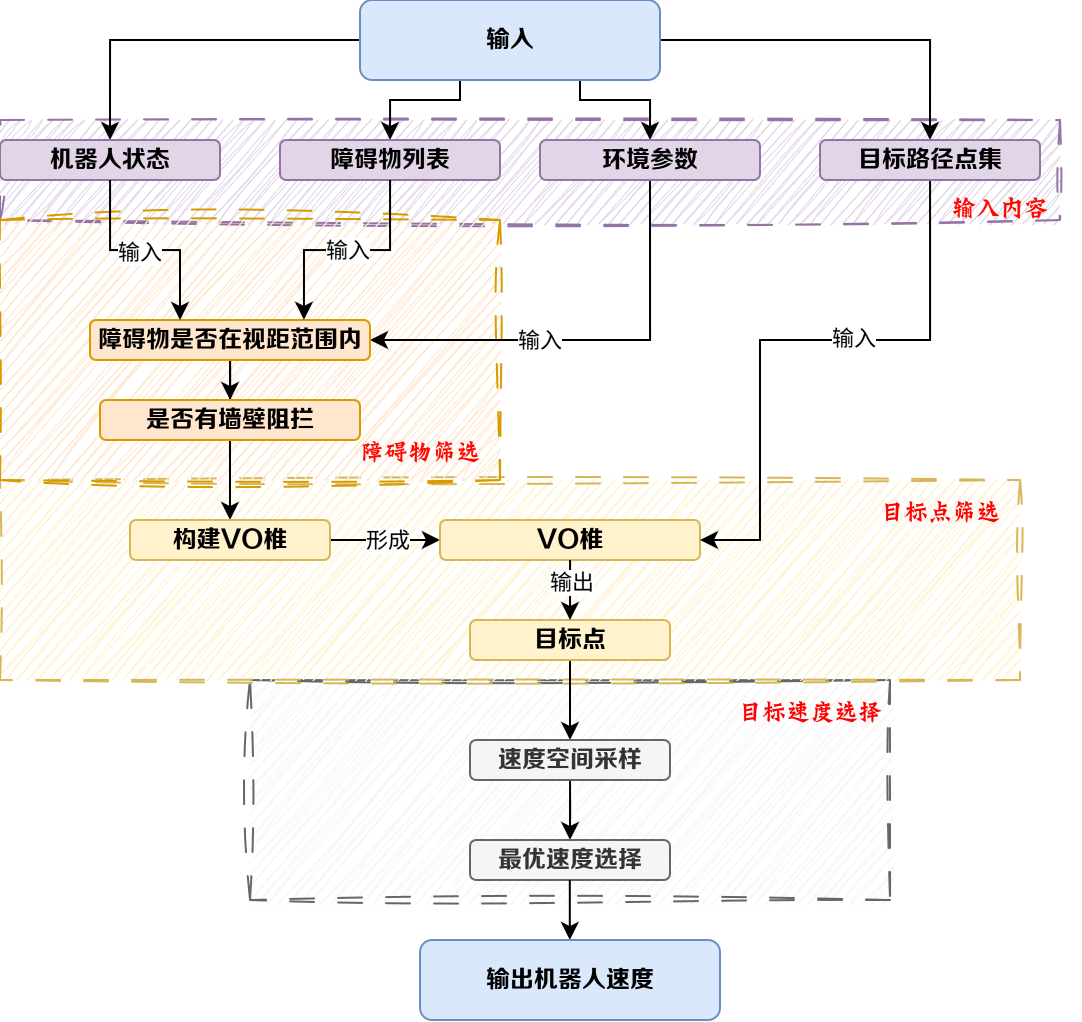 输入
机器人状态
障碍物列表
环境参数
目标路径点集
输入内容
输入
输入
障碍物是否在视距范围内
输入
输入
是否有墙壁阻拦
障碍物筛选
目标点筛选
构建VO椎
形成
VO椎
输出
目标点
目标速度选择
速度空间采样
最优速度选择
输出机器人速度